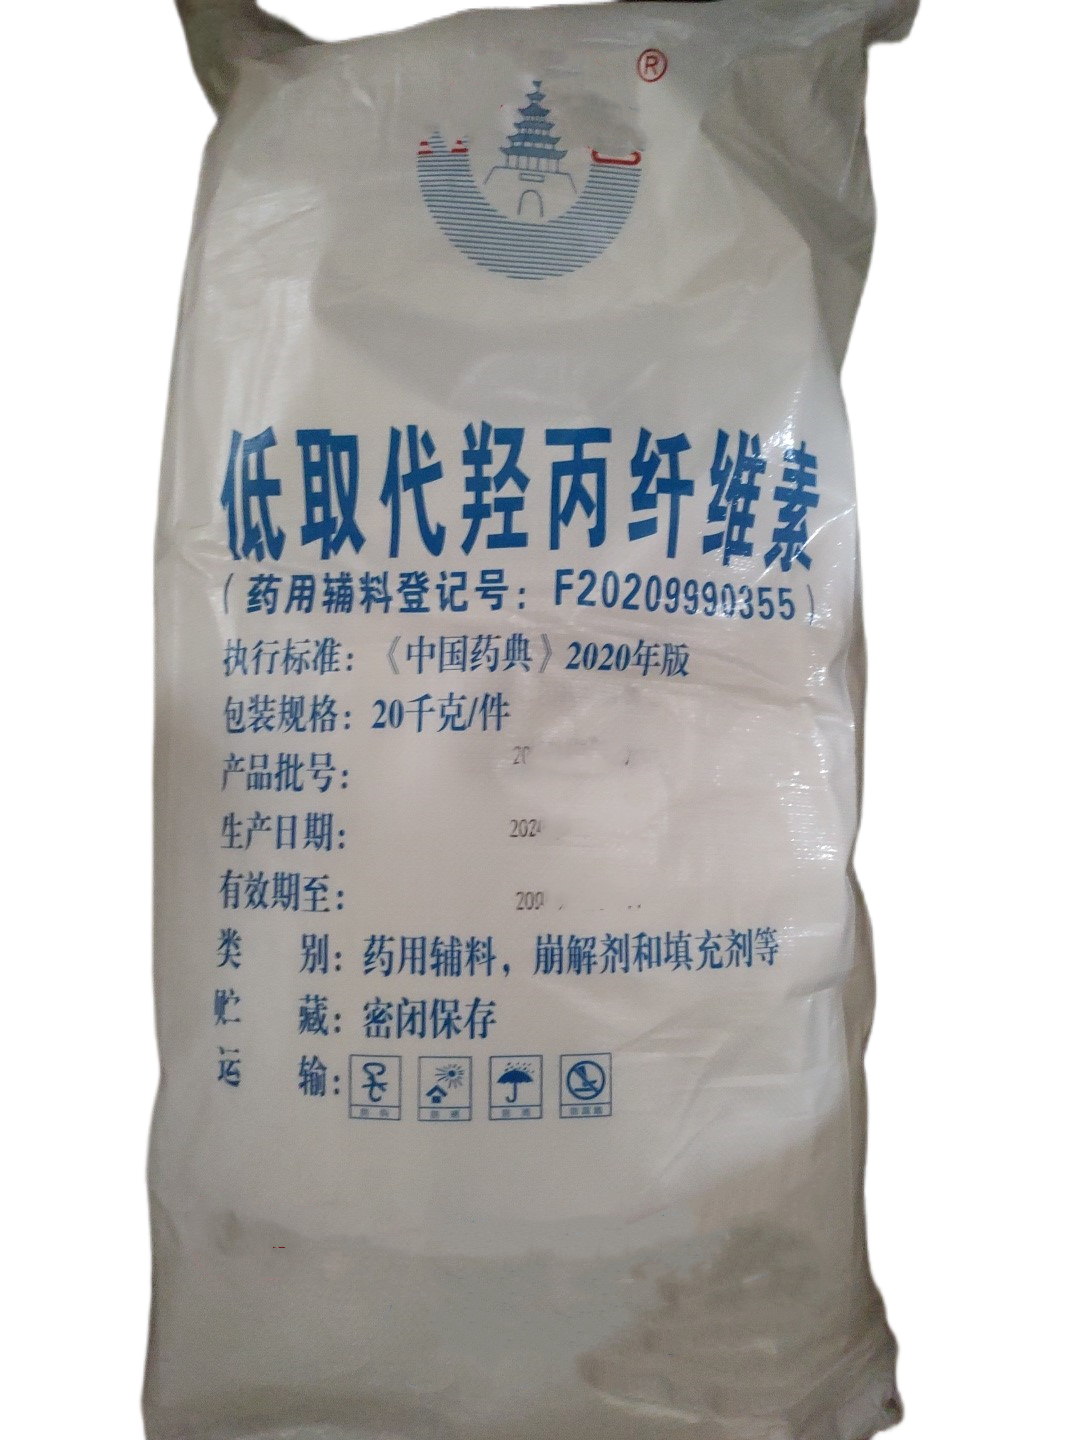 ®
低取代羟丙纤维素
(药用辅料登记号：F20209990355)
执行标准：《中国药典》2020年版
包装规格：20千克/件
产品批号： 20
生产日期： 202
有效期至： 20
类 别：药用辅料，崩解剂和填充剂等
贮 藏：密闭保存
运 输：